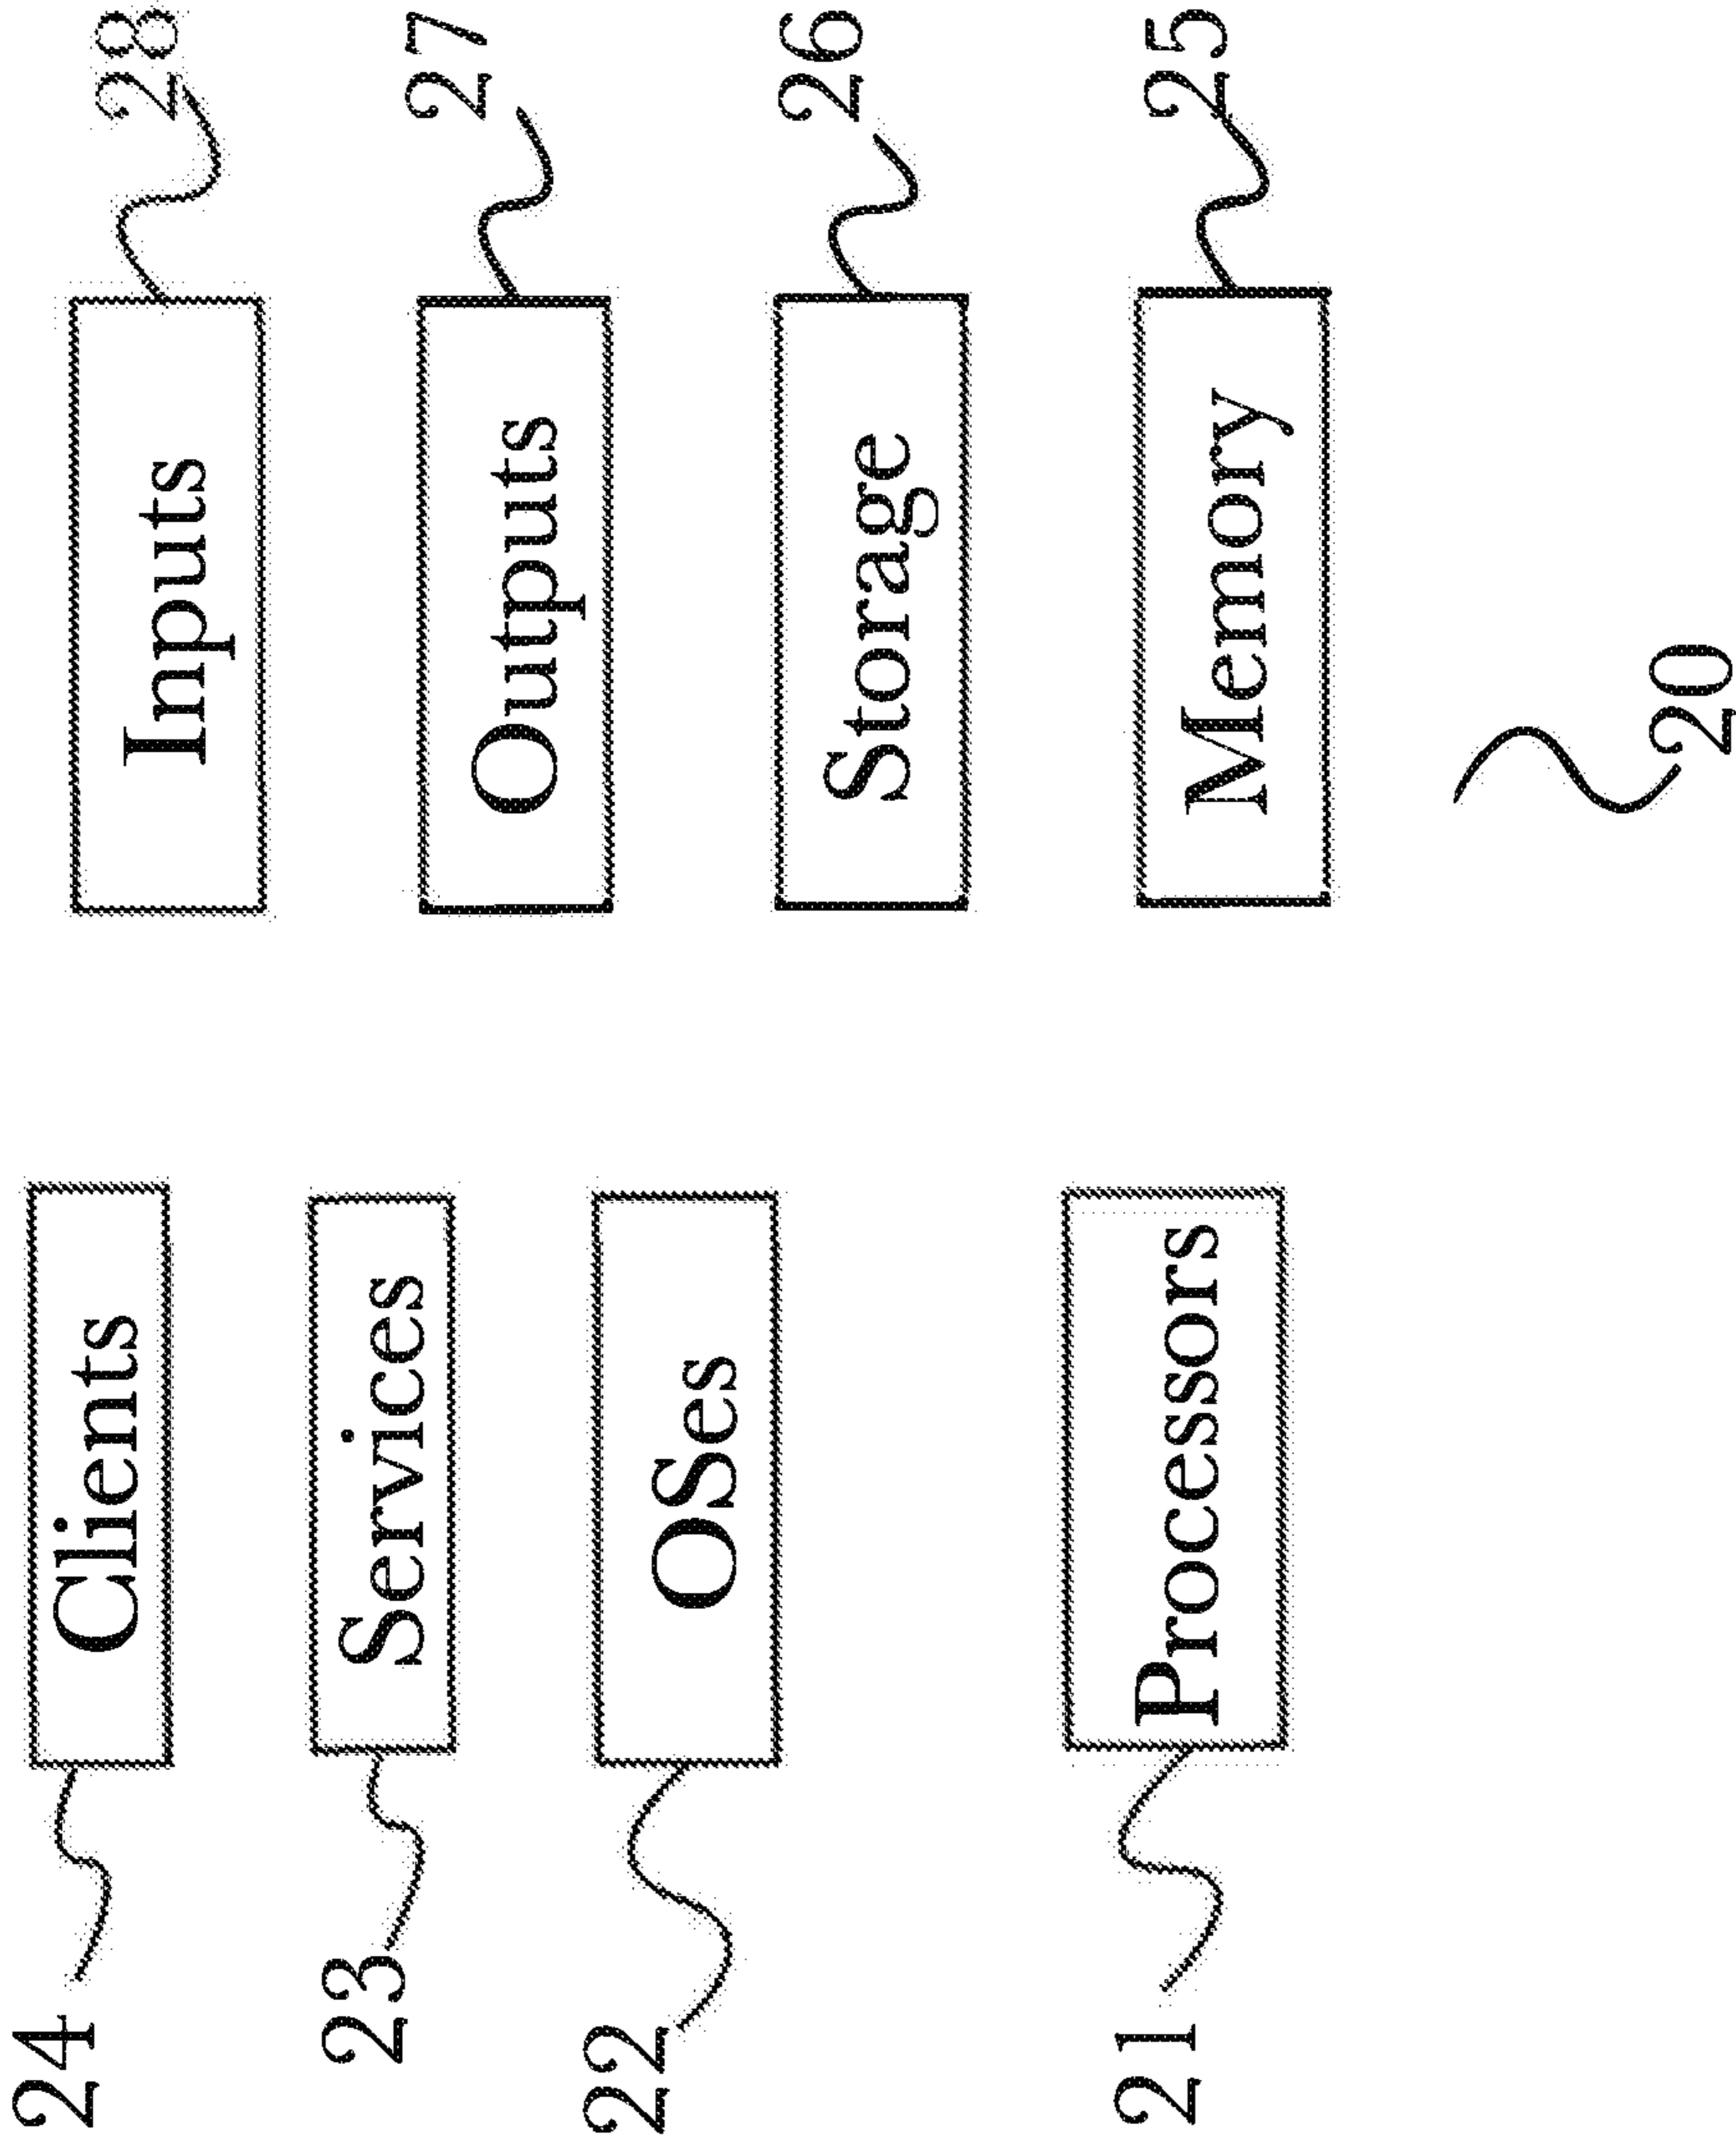 24 Clients Inputs 28
23 Services Outputs 27
22 OSes Storage 26
21 Processors Memory 25
20